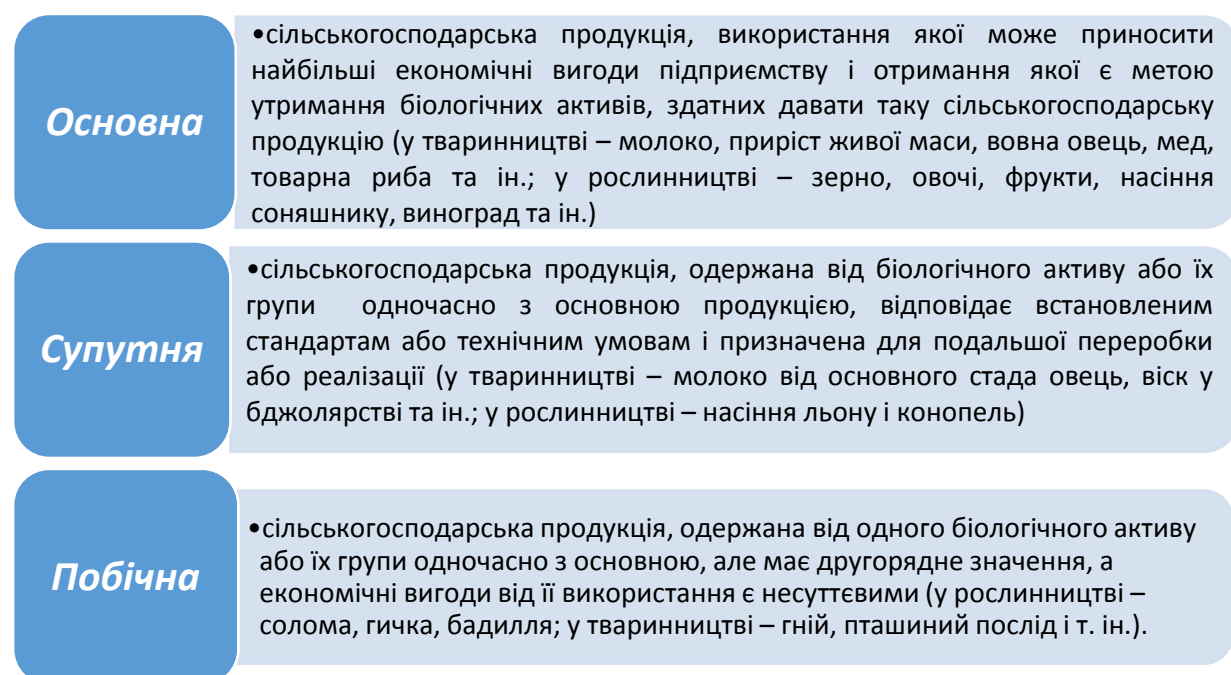 Основна
•сільськогосподарська продукція, використання якої може приносити
найбільші економічні вигоди підприємству і отримання якої є метою
утримання біологічних активів, здатних давати таку сільськогосподарську
продукцію (у тваринництві – молоко, приріст живої маси, вовна овець, мед,
товарна риба та ін.; у рослинництві – зерно, овочі, фрукти, насіння
соняшнику, виноград та ін.)
Супутня
•сільськогосподарська продукція, одержана від біологічного активу або їх
групи одночасно з основною продукцією, відповідає встановленим
стандартам або технічним умовам і призначена для подальшої переробки
або реалізації (у тваринництві – молоко від основного стада овець, віск у
бджолярстві та ін.; у рослинництві – насіння льону і конопель)
Побічна
•сільськогосподарська продукція, одержана від одного біологічного активу
або їх групи одночасно з основною, але має другорядне значення, а
економічні вигоди від її використання є несуттєвими (у рослинництві –
солома, гичка, бадилля; у тваринництві – гній, пташиний послід і т. ін.).